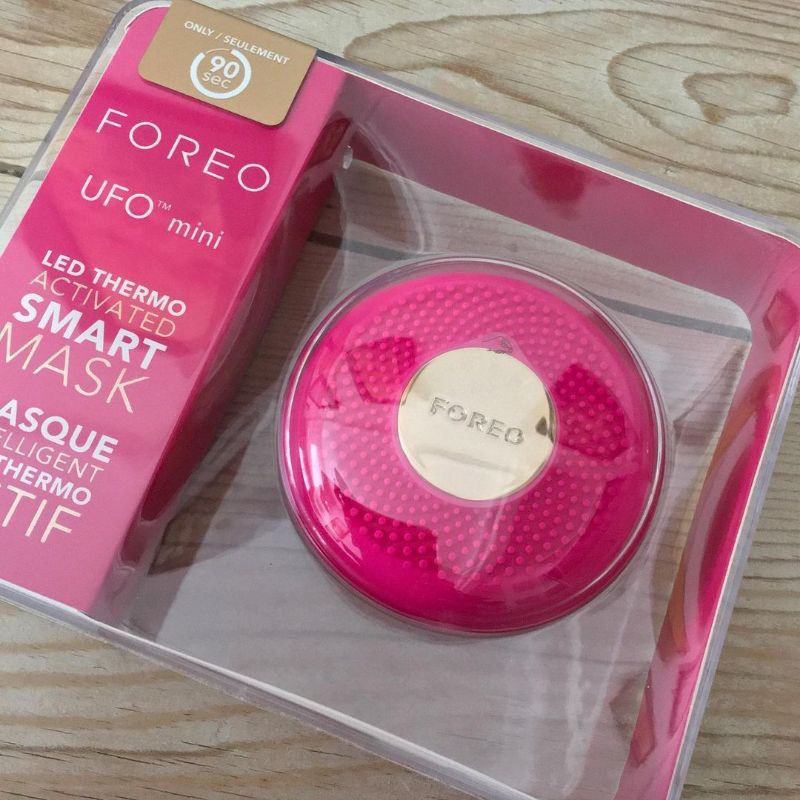 ONLY / SEULEMENT
90
sec
FOREO
UFO™ mini
LED THERMO
ACTIVATED
SMART
MASK
ASQUE
ELLIGENT
THERMO
TIF
FOREO